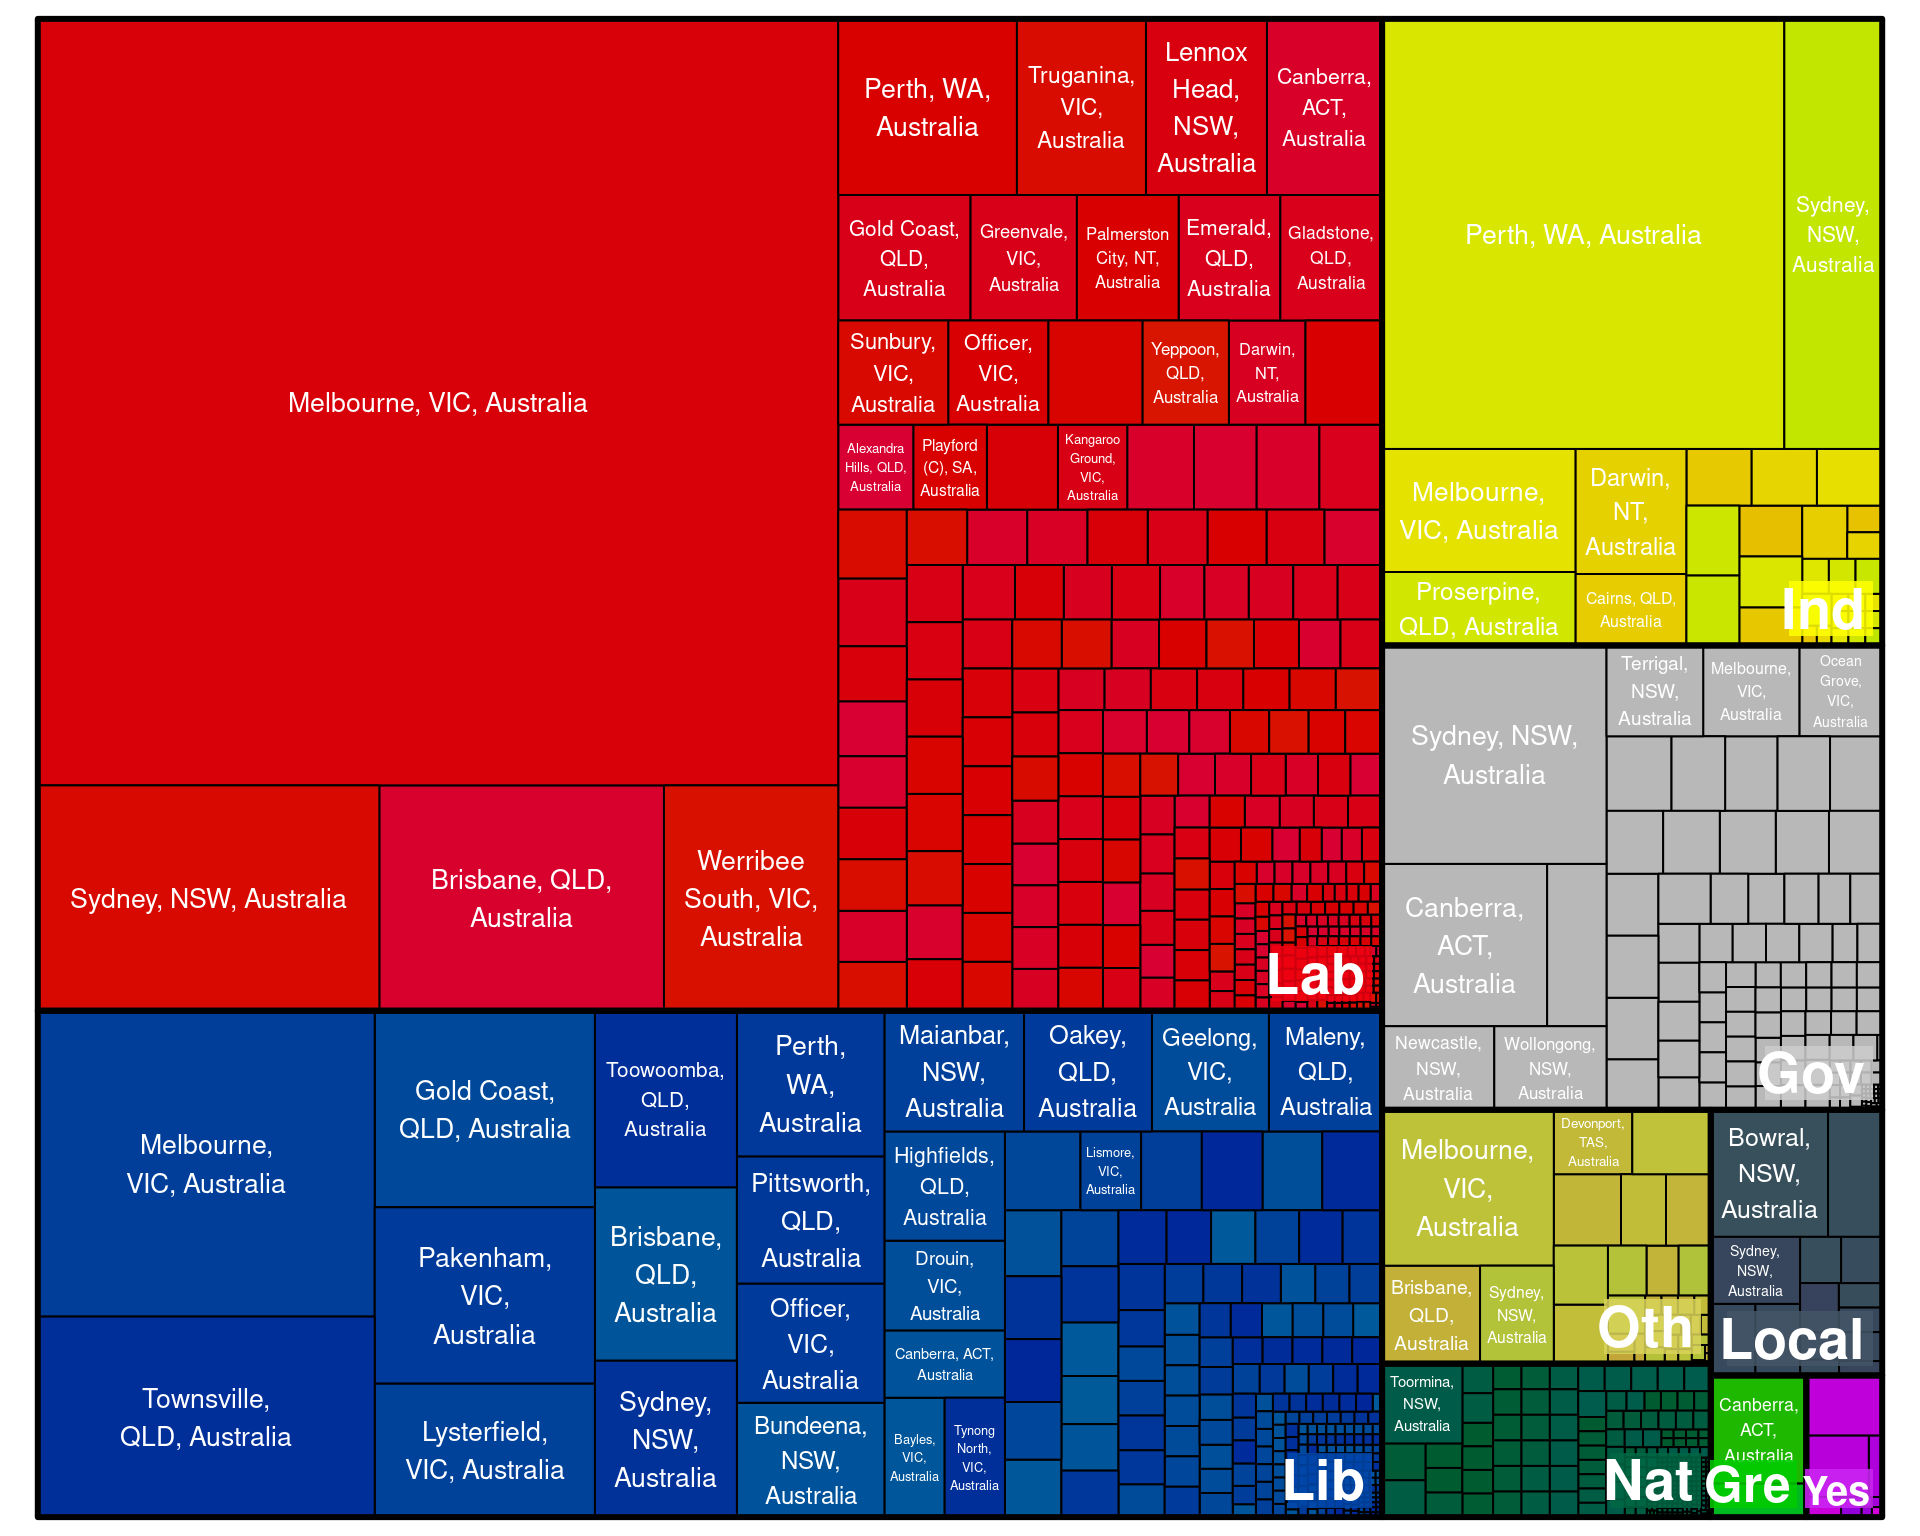 Melbourne, VIC, Australia
Sydney, NSW, Australia
Brisbane, QLD,
Australia
Werribee
South, VIC,
Australia
Perth, WA,
Australia
Truganina,
VIC,
Australia
Lennox
Head,
NSW,
Australia
Canberra,
ACT,
Australia
Gold Coast,
QLD,
Australia
Greenvale,
VIC,
Australia
Palmerston
City, NT,
Australia
Emerald,
QLD,
Australia
Gladstone,
QLD,
Australia
Sunbury,
VIC,
Australia
Officer,
VIC,
Australia
Yeppoon,
QLD,
Australia
Darwin,
NT,
Australia
Alexandra
Hills, QLD,
Australia
Playford
(C), SA,
Australia
Kangaroo
Ground,
VIC,
Australia
Lab
Perth, WA, Australia
Sydney,
NSW,
Australia
Melbourne,
VIC, Australia
Darwin,
NT,
Australia
Proserpine,
QLD, Australia
Cairns, QLD,
Australia
Ind
Sydney, NSW,
Australia
Terrigal,
NSW,
Australia
Melbourne,
VIC,
Australia
Ocean
Grove,
VIC,
Australia
Canberra,
ACT,
Australia
Newcastle,
NSW,
Australia
Wollongong,
NSW,
Australia
Gov
Melbourne,
VIC, Australia
Townsville,
QLD, Australia
Gold Coast,
QLD, Australia
Pakenham,
VIC,
Australia
Lysterfield,
VIC, Australia
Toowoomba,
QLD,
Australia
Brisbane,
QLD,
Australia
Sydney,
NSW,
Australia
Perth,
WA,
Australia
Pittsworth,
QLD,
Australia
Officer,
VIC,
Australia
Bundeena,
NSW,
Australia
Maianbar,
NSW,
Australia
Oakey,
QLD,
Australia
Geelong,
VIC,
Australia
Maleny,
QLD,
Australia
Highfields,
QLD,
Australia
Lismore,
VIC,
Australia
Drouin,
VIC,
Australia
Canberra, ACT,
Australia
Bayles,
VIC,
Australia
Tynong
North,
VIC,
Australia
Lib
Melbourne,
VIC,
Australia
Devonport,
TAS,
Australia
Brisbane,
QLD,
Australia
Sydney,
NSW,
Australia
Oth
Bowral,
NSW,
Australia
Sydney,
NSW,
Australia
Local
Toormina,
NSW,
Australia
Nat
Canberra,
ACT,
Australia
Gre
Yes